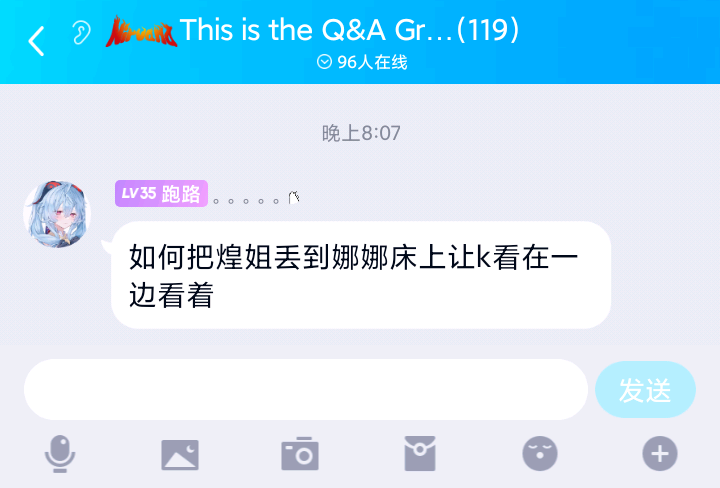 This is the Q&A Gr...(119)
96人在线
晚上8:07
LV35 跑路 。。。。。
如何把煌姐丢到娜娜床上让k看在一
边看着
发送